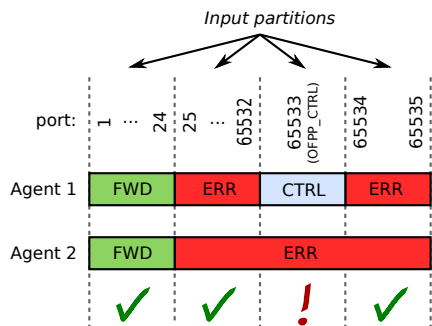 Input partitions
port: 1 ... 24 25 ... 65532 65533 (OFPP_CTRL) 65534 65535
Agent 1 FWD ERR CTRL ERR
Agent 2 FWD ERR